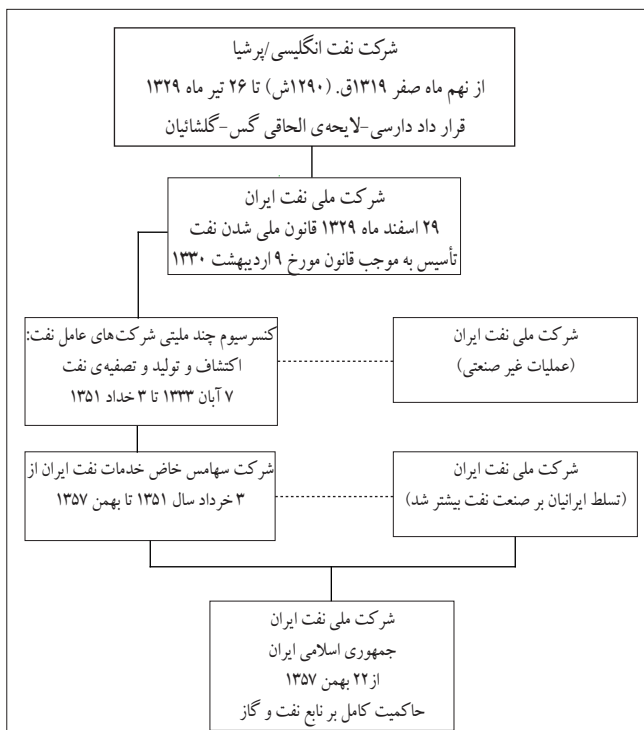 شرکت نفت انگلیسی/پرشیا
از نهم ماه صفر ۱۳۱۹ق. (۱۲۹۰ش) تا ۲۶ تیر ماه ۱۳۲۹
قرار داد دارسی-لایحه‌ی الحاقی گس-گلشائیان
شرکت ملی نفت ایران
۲۹ اسفند ماه ۱۳۲۹ قانون ملی شدن نفت
تأسیس به موجب قانون مورخ ۹ اردیبهشت ۱۳۳۰
شرکت ملی نفت ایران
(عملیات غیر صنعتی)
کنسرسیوم چند ملیتی شرکت‌های عامل نفت:
اکتشاف و تولید و تصفیه‌ی نفت
۷ آبان ۱۳۳۳ تا ۳ خداد ۱۳۵۱
شرکت ملی نفت ایران
(تسلط ایرانیان بر صنعت نفت بیشتر شد)
شرکت سهامس خاض خدمات نفت ایران از
۳ خرداد سال ۱۳۵۱ تا بهمن ۱۳۵۷
شرکت ملی نفت ایران
جمهوری اسلامی ایران
از۲۲ بهمن ۱۳۵۷
حاکمیت کامل بر نابع نفت و گاز